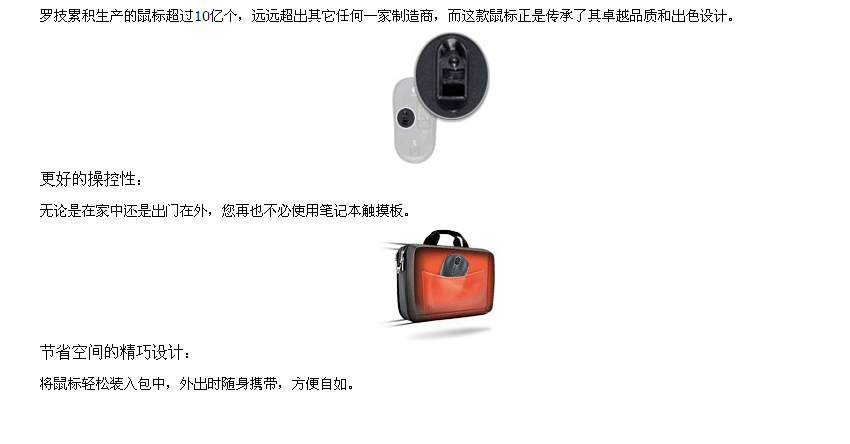 罗技累积生产的鼠标超过10亿个，远远超出其它任何一家制造商，而这款鼠标正是传承了其卓越品质和出色设计。
更好的操控性：
无论是在家中还是出门在外，您再也不必使用笔记本触摸板。
节省空间的精巧设计：
将鼠标轻松装入包中，外出时随身携带，方便自如。